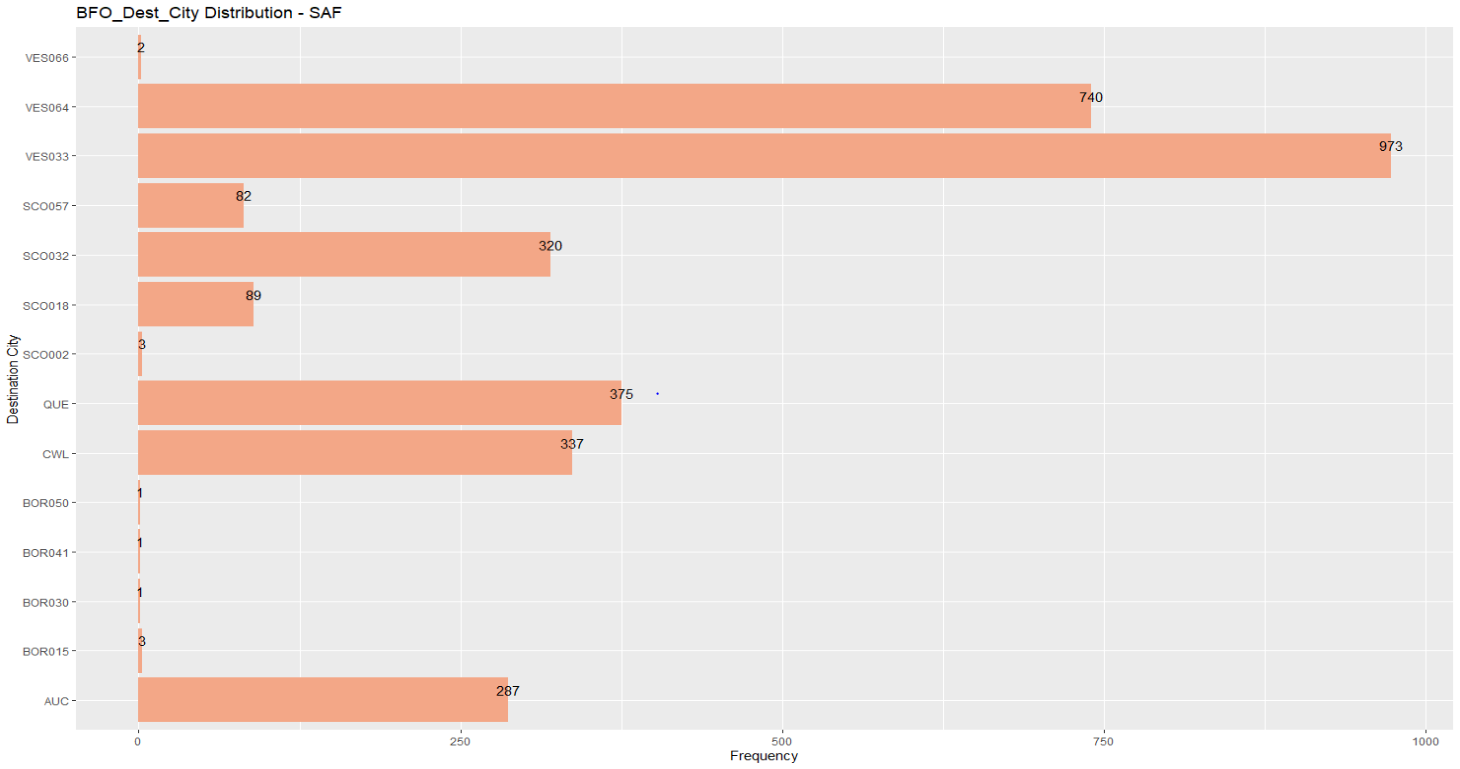 BFO_Dest_City Distribution - SAF
VES066
2
VES064
740
VES033
973
SCO057
82
SCO032
320
SCO018
89
SCO002
3
QUE
375
CWL
337
BOR050
1
BOR041
1
BOR030
1
BOR015
3
AUC
287
Destination City
0 250 500 750 1000
Frequency